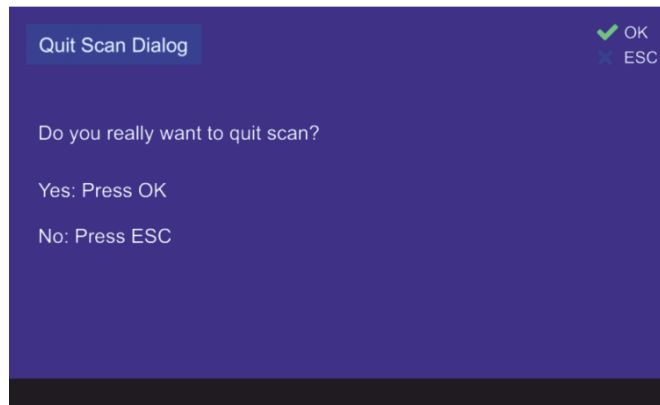 Quit Scan Dialog
OK
ESC
Do you really want to quit scan?
Yes: Press OK
No: Press ESC